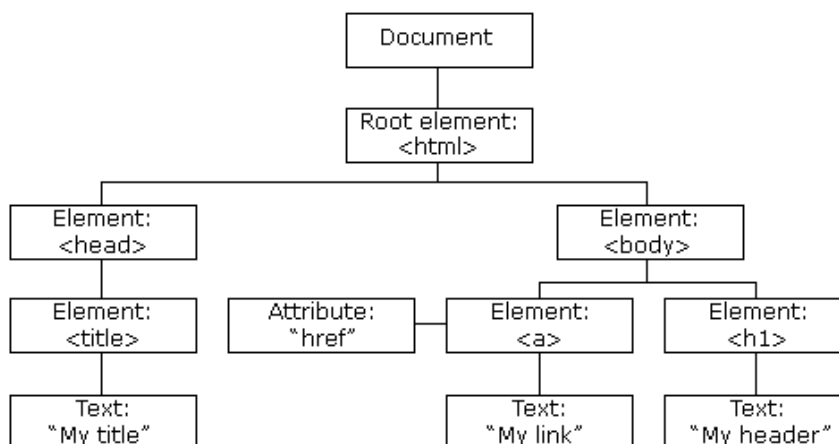 Document
Root element:
<html>
Element:
<head>
Element:
<body>
Element:
<title>
Attribute:
“href”
Element:
<a>
Element:
<h1>
Text:
“My title”
Text:
“My link”
Text:
“My header”